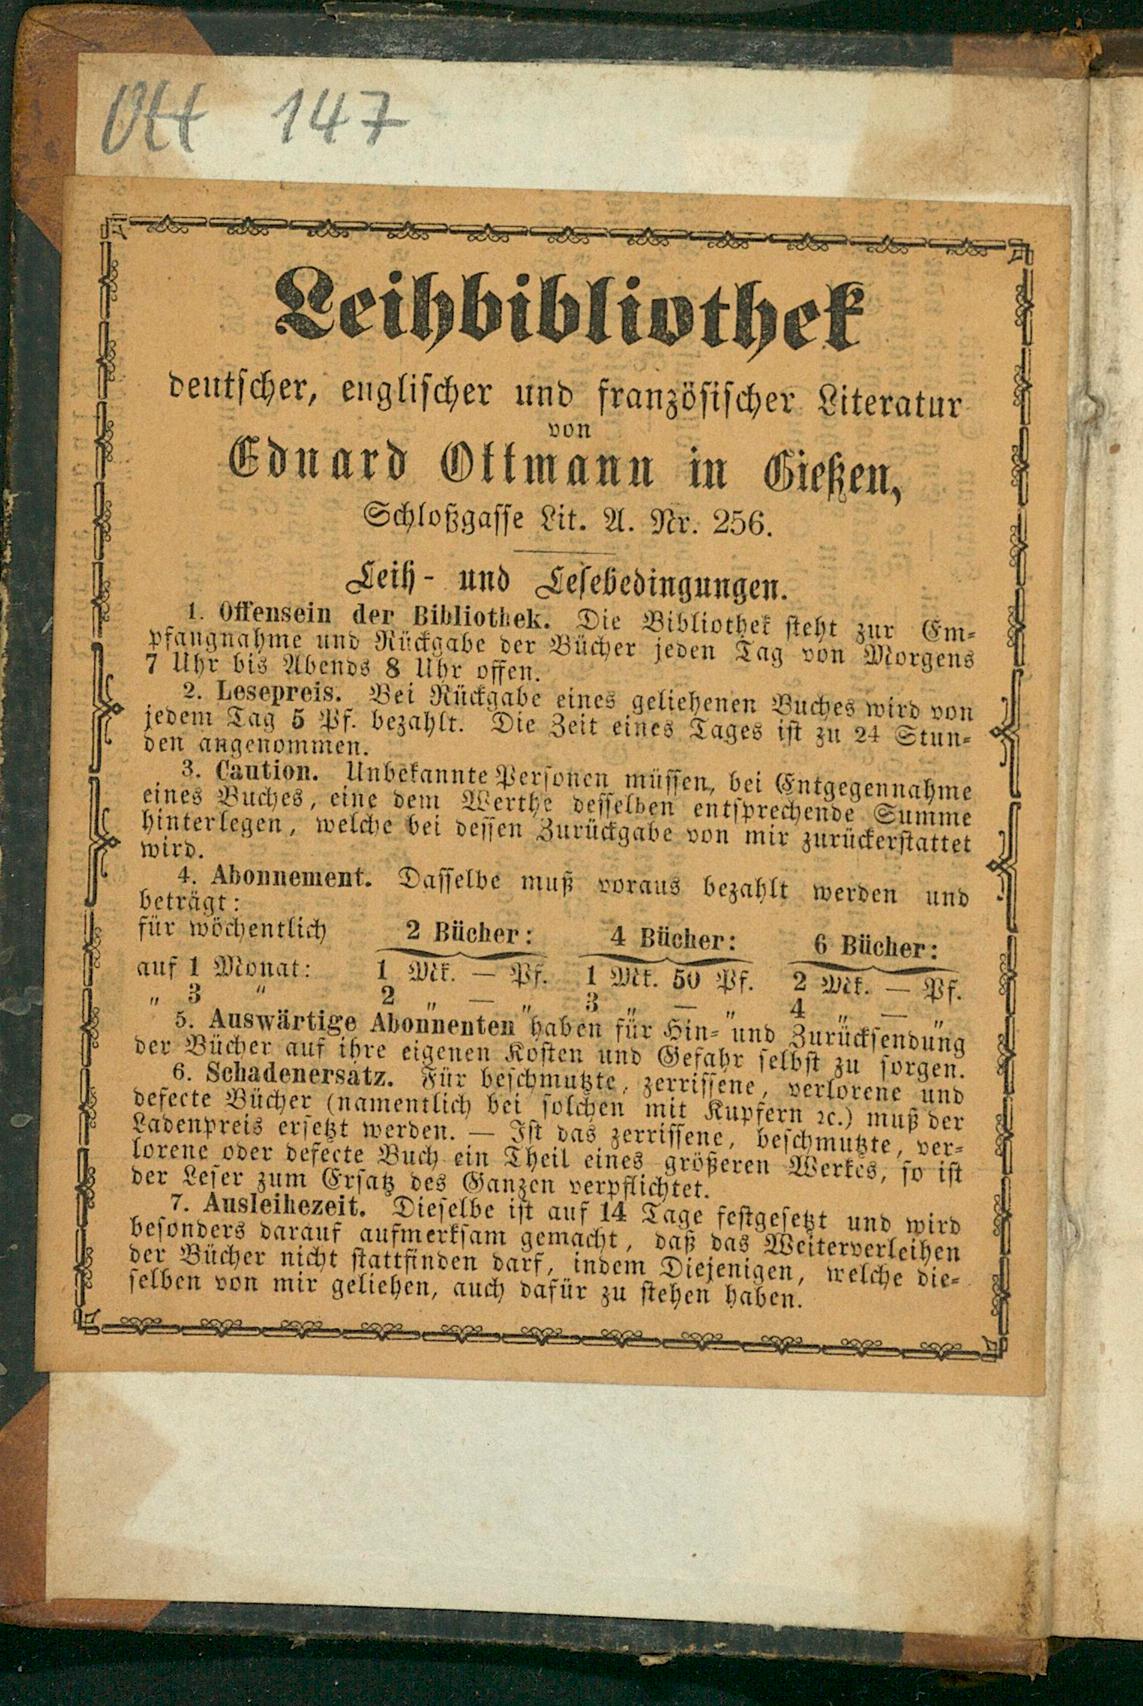 Ott 147
Leihbibliothek
deutscher, englischer und französischer Literatur
von
Eduard Ottmann in Gießen,
Schloßgasse Lit. A. Nr. 256.
Leih- und Lesebedingungen.
1. Offensein der Bibliothek. Die Bibliothek steht zur Em-
pfangnahme und Rückgabe der Bücher jeden Tag von Morgens
7 Uhr bis Abends 8 Uhr offen.
2. Lesepreis. Bei Rückgabe eines geliehenen Buches wird von
jedem Tag 5 Pf. bezahlt. Die Zeit eines Tages ist zu 24 Stun-
den angenommen.
3. Caution. Unbekannte Personen müssen, bei Entgegennahme
eines Buches, eine dem Werthe desselben entsprechende Summe
hinterlegen, welche bei dessen Zurückgabe von mir zurückerstattet
wird.
4. Abonnement. Dasselbe muß voraus bezahlt werden und
beträgt:
für wöchentlich 2 Bücher: 4 Bücher: 6 Bücher:
auf 1 Monat: 1 Mk. — Pf. 1 Mk. 50 Pf. 2 Mk. — Pf.
„ 3 „ 2 „ — „ 3 „ — „ 4 „ — „
5. Auswärtige Abonnenten haben für Hin- und Zurücksendung
der Bücher auf ihre eigenen Kosten und Gefahr selbst zu sorgen.
6. Schadenersatz. Für beschmutzte, zerrissene, verlorene und
defecte Bücher (namentlich bei solchen mit Kupfern ꝛc.) muß der
Ladenpreis ersetzt werden. — Ist das zerrissene, beschmutzte, ver-
lorene oder defecte Buch ein Theil eines größeren Werkes, so ist
der Leser zum Ersatz des Ganzen verpflichtet.
7. Ausleihezeit. Dieselbe ist auf 14 Tage festgesetzt und wird
besonders darauf aufmerksam gemacht, daß das Weiterverleihen
der Bücher nicht stattfinden darf, indem Diejenigen, welche die-
selben von mir geliehen, auch dafür zu stehen haben.